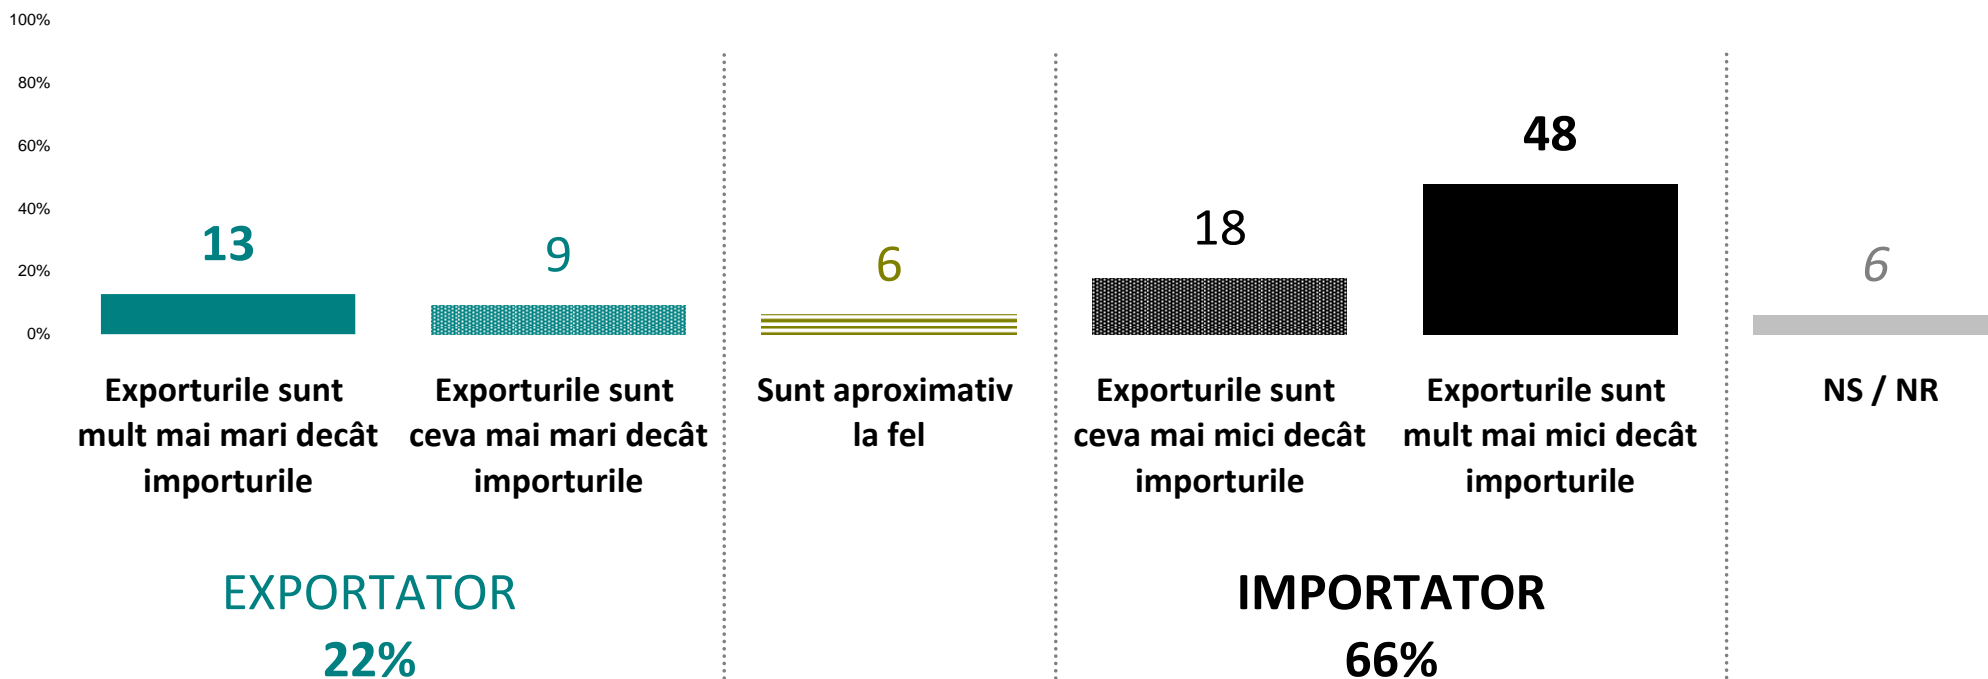 100%
80%
60%
40%
20%
0%
13
9
6
18
48
6
Exporturile sunt
mult mai mari decât
importurile
Exporturile sunt
ceva mai mari decât
importurile
Sunt aproximativ
la fel
Exporturile sunt
ceva mai mici decât
importurile
Exporturile sunt
mult mai mici decât
importurile
NS / NR
EXPORTATOR
22%
IMPORTATOR
66%